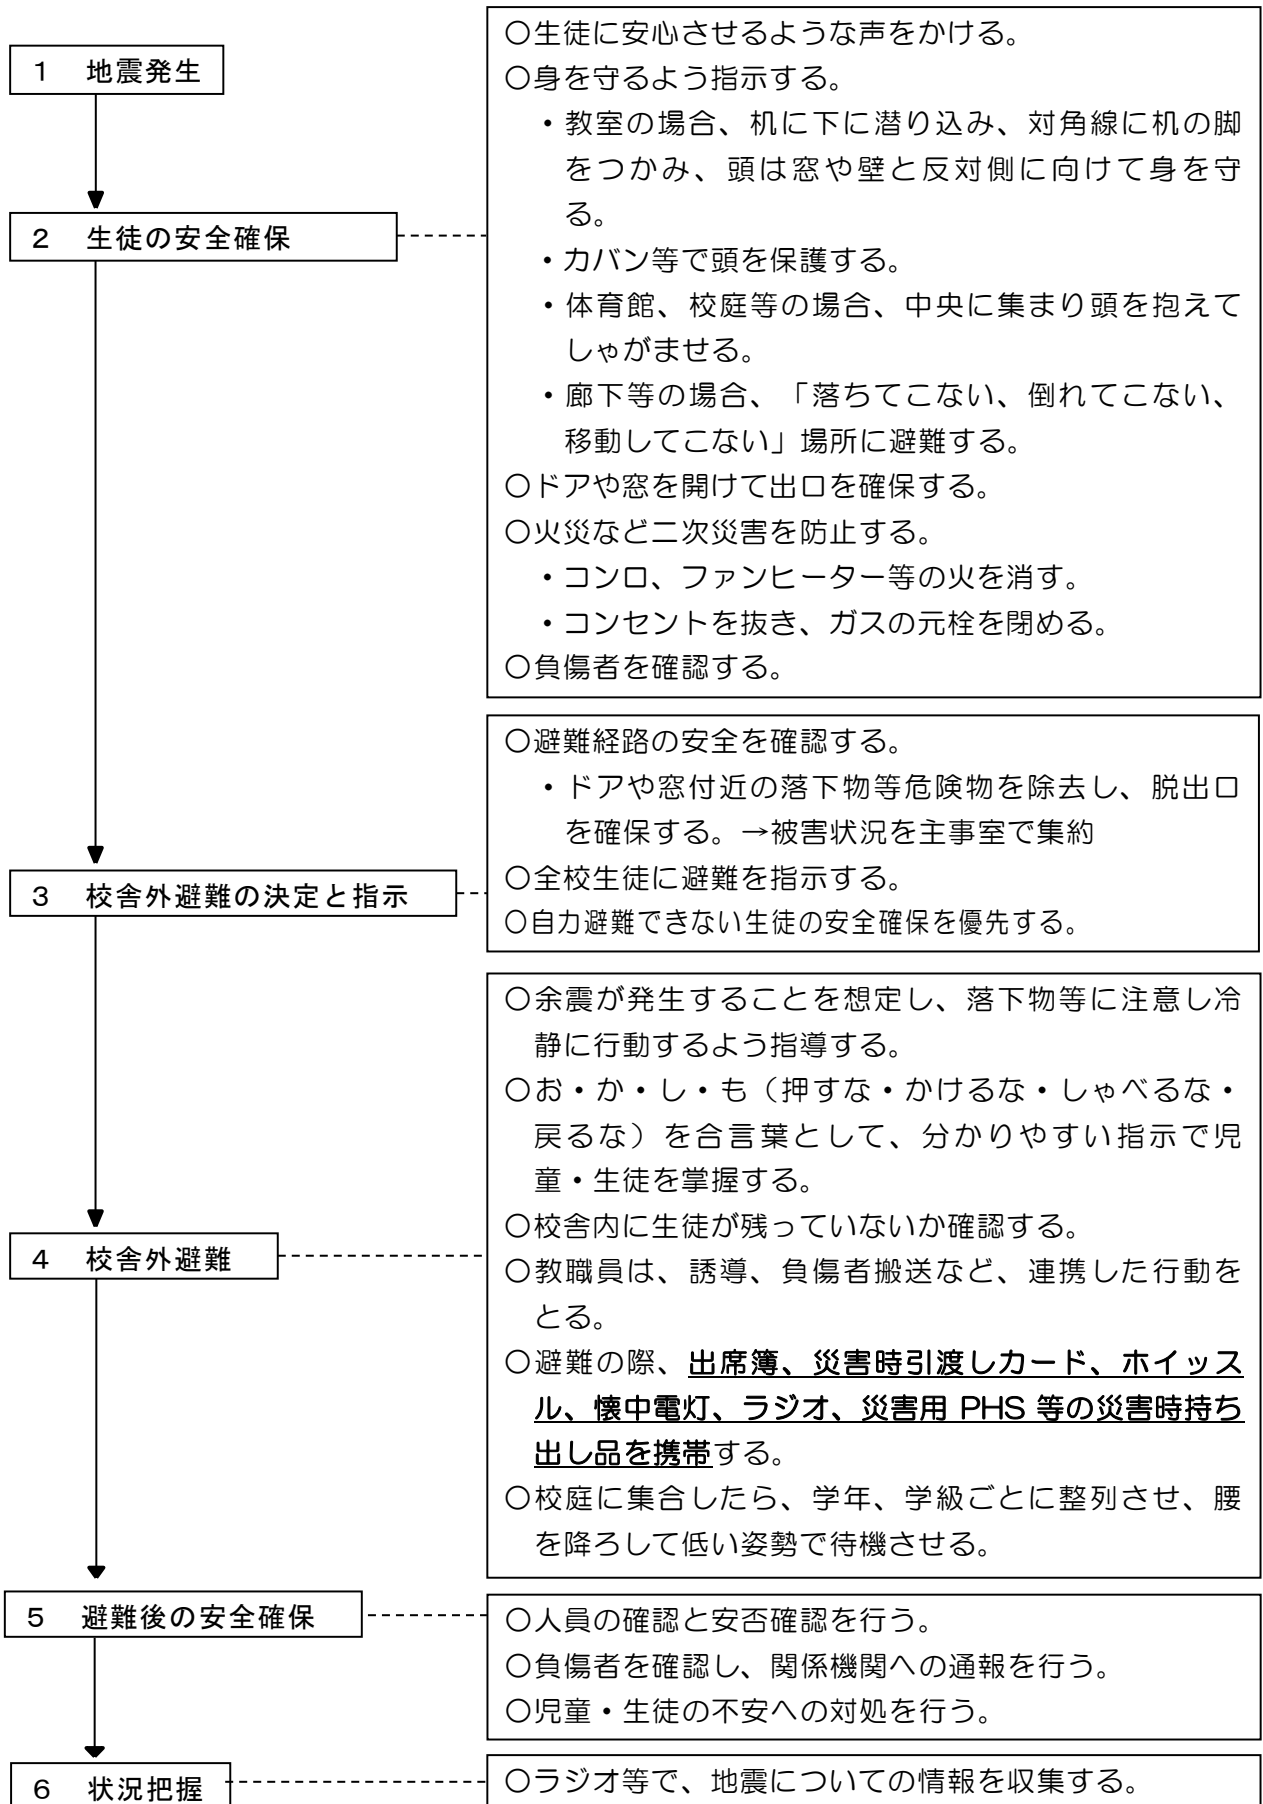 1　地震発生
○生徒に安心させるような声をかける。
○身を守るよう指示する。
・教室の場合、机に下に潜り込み、対角線に机の脚
をつかみ、頭は窓や壁と反対側に向けて身を守
る。
2　生徒の安全確保
・カバン等で頭を保護する。
・体育館、校庭等の場合、中央に集まり頭を抱えて
しゃがませる。
・廊下等の場合、「落ちてこない、倒れてこない、
移動してこない」場所に避難する。
○ドアや窓を開けて出口を確保する。
○火災など二次災害を防止する。
・コンロ、ファンヒーター等の火を消す。
・コンセントを抜き、ガスの元栓を閉める。
○負傷者を確認する。
3　校舎外避難の決定と指示
○避難経路の安全を確認する。
・ドアや窓付近の落下物等危険物を除去し、脱出口
を確保する。→被害状況を主事室で集約
○全校生徒に避難を指示する。
○自力避難できない生徒の安全確保を優先する。
4　校舎外避難
○余震が発生することを想定し、落下物等に注意し冷
静に行動するよう指導する。
○お・か・し・も（押すな・かけるな・しゃべるな・
戻るな）を合言葉として、分かりやすい指示で児
童・生徒を掌握する。
○校舎内に生徒が残っていないか確認する。
○教職員は、誘導、負傷者搬送など、連携した行動を
とる。
○避難の際、出席簿、災害時引渡しカード、ホイッス
ル、懐中電灯、ラジオ、災害用 PHS 等の災害時持ち
出し品を携帯する。
○校庭に集合したら、学年、学級ごとに整列させ、腰
を降ろして低い姿勢で待機させる。
5　避難後の安全確保
○人員の確認と安否確認を行う。
○負傷者を確認し、関係機関への通報を行う。
○児童・生徒の不安への対処を行う。
6　状況把握
○ラジオ等で、地震についての情報を収集する。